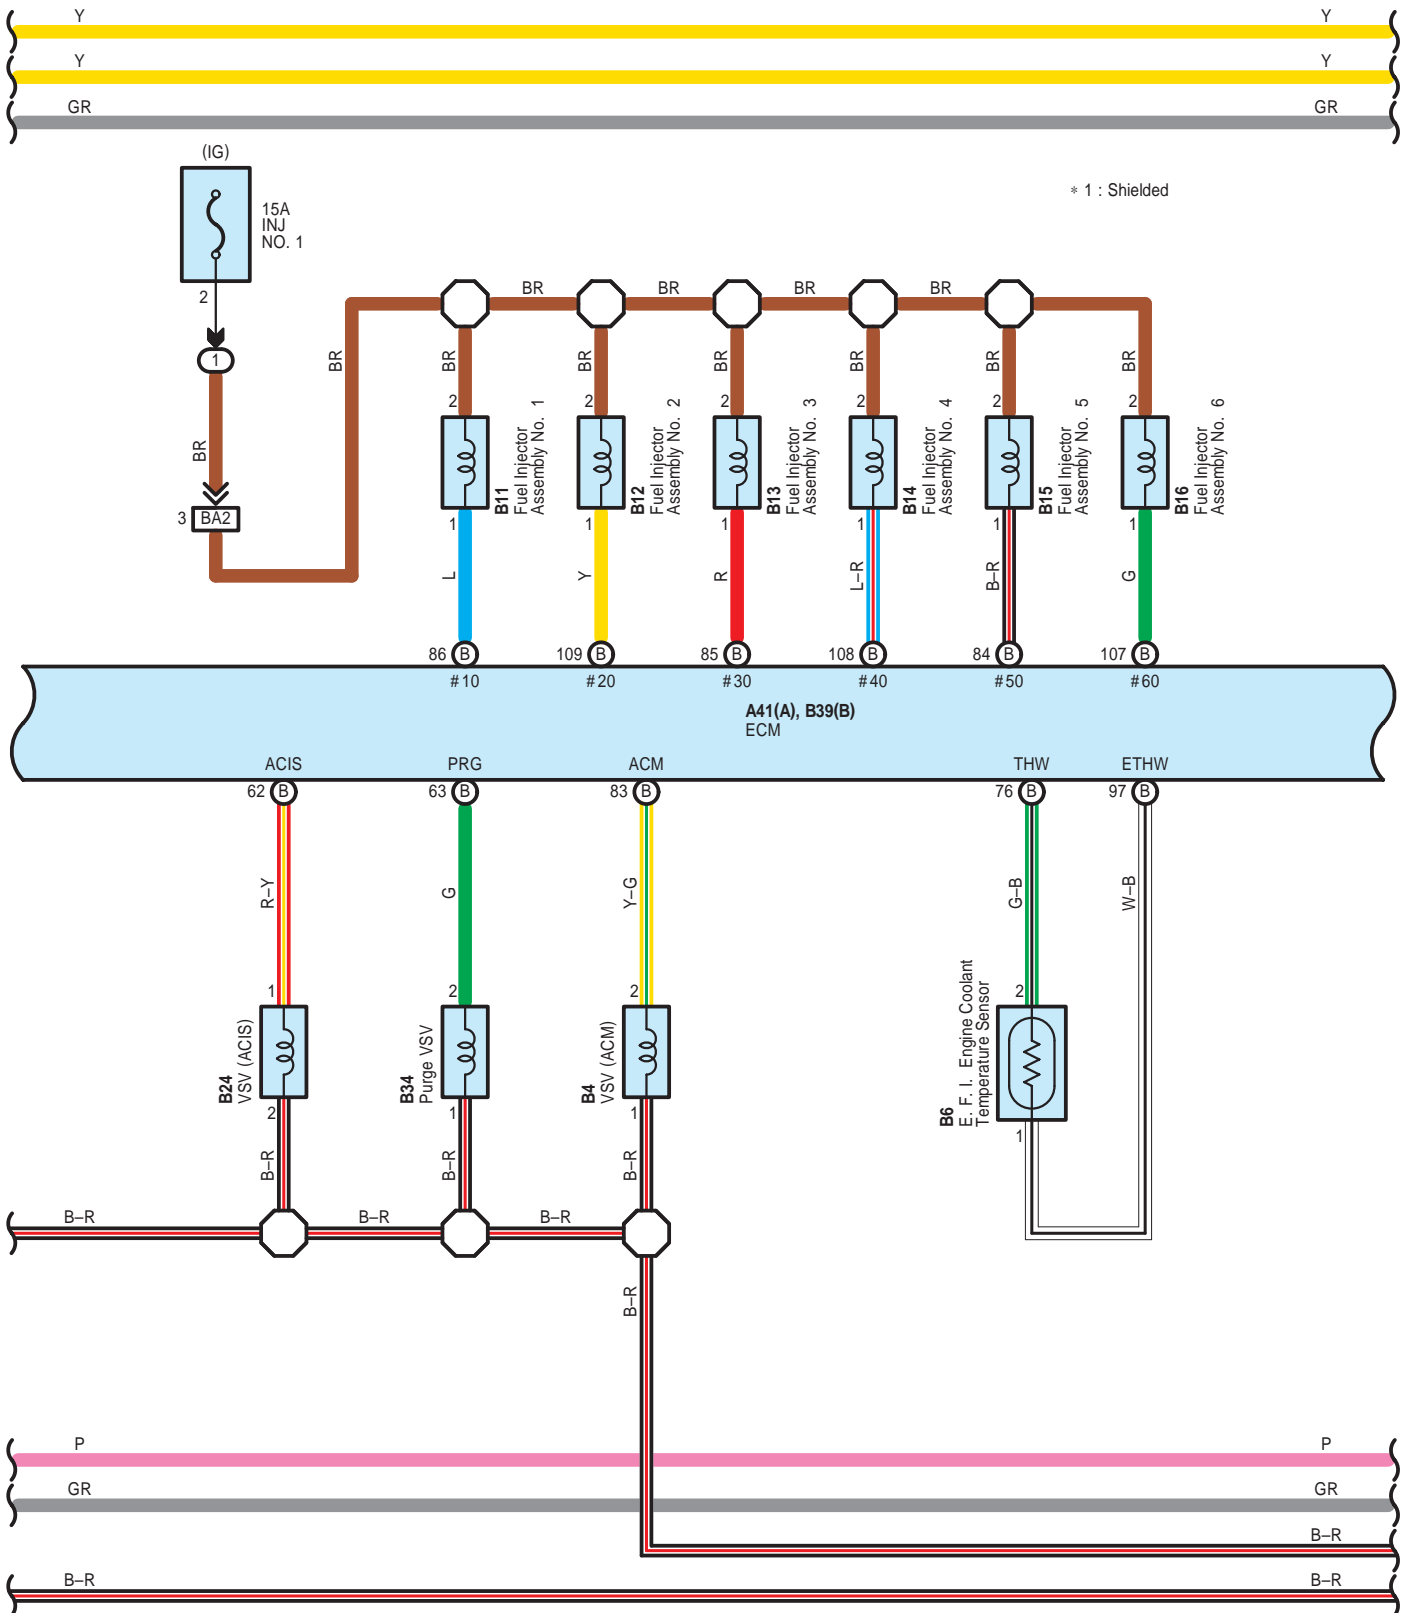 Y Y
Y Y
GR GR
(IG)
15A
INJ
NO. 1
∗ 1 : Shielded
2
1
BR
3 BA2
BR
BR BR BR BR
BR BR BR BR BR BR
2 2 2 2 2 2
B11
Fuel Injector
Assembly No. 1
B12
Fuel Injector
Assembly No. 2
B13
Fuel Injector
Assembly No. 3
B14
Fuel Injector
Assembly No. 4
B15
Fuel Injector
Assembly No. 5
B16
Fuel Injector
Assembly No. 6
1 1 1 1 1 1
L Y R L–R B–R G
86 B 109 B 85 B 108 B 84 B 107 B
#10 #20 #30 #40 #50 #60
A41(A), B39(B)
ECM
ACIS PRG ACM THW ETHW
62 B 63 B 83 B 76 B 97 B
R–Y G Y–G G–B W–B
1 2 2 2
B24
VSV (ACIS)
B34
Purge VSV
B4
VSV (ACM)
B6
E. F. I. Engine Coolant
Temperature Sensor
2 1 1 1
B–R B–R B–R
B–R B–R B–R
B–R
P P
GR GR
B–R
B–R B–R